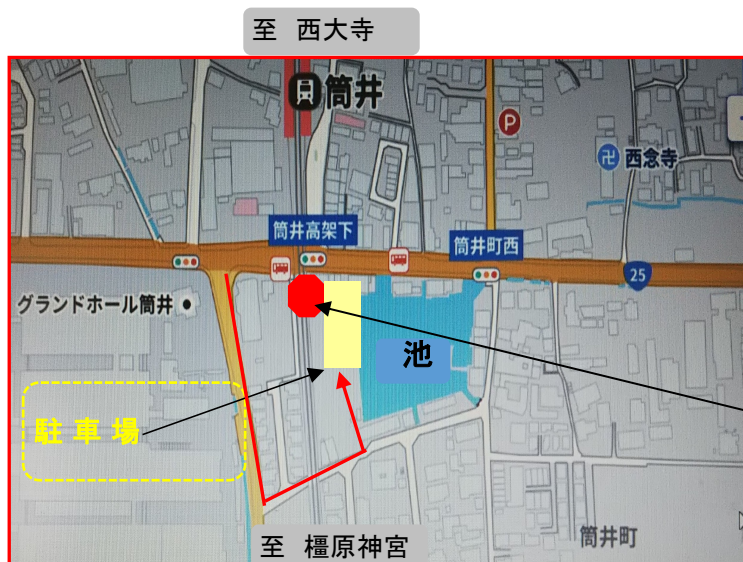 至 西大寺
筒井
P
卍 西念寺
筒井高架下
筒井町西
25
グランドホール筒井
池
駐 車 場
至 橿原神宮
筒井町